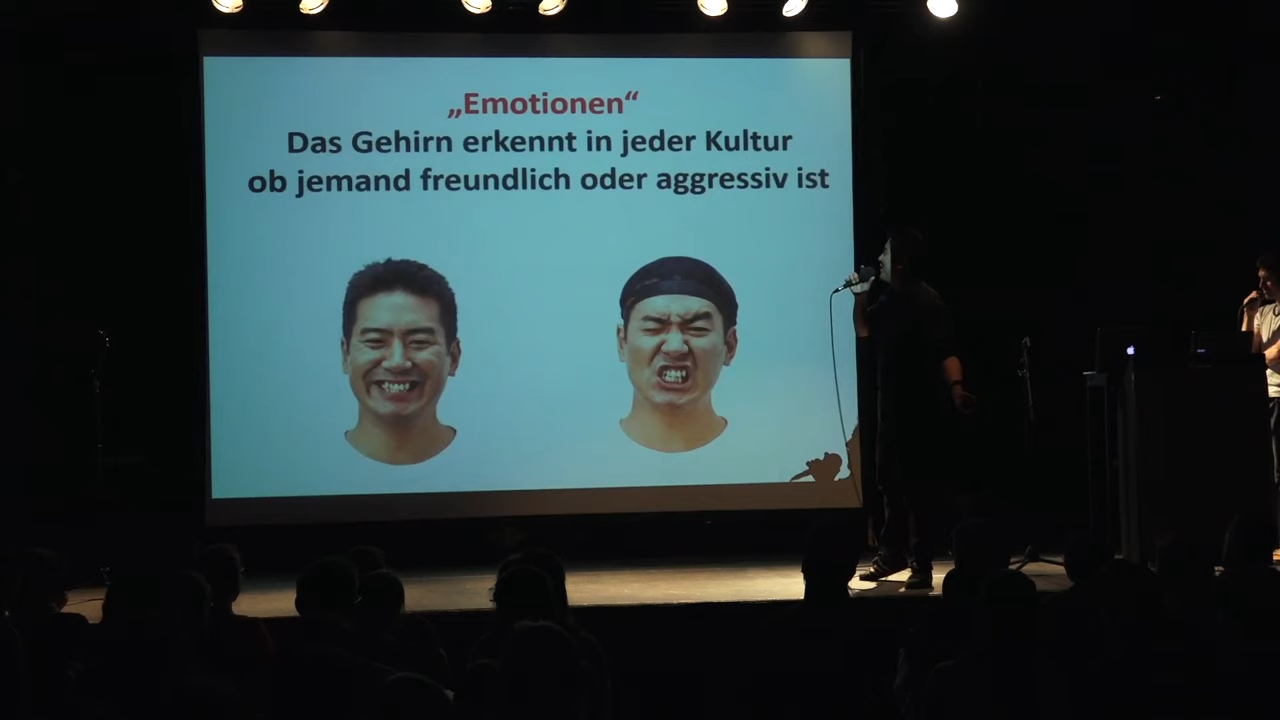 „Emotionen“
Das Gehirn erkennt in jeder Kultur
ob jemand freundlich oder aggressiv ist